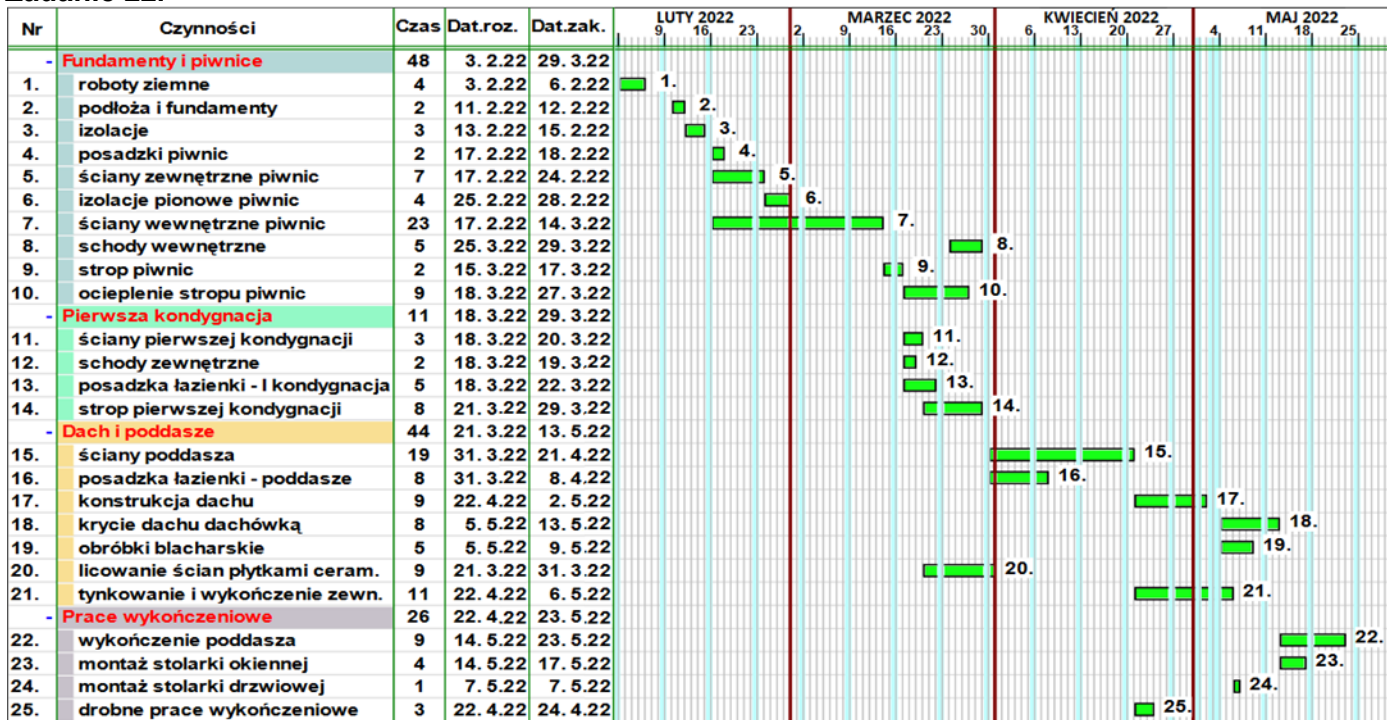 Zadanie 22.
Nr Czynności Czas Dat.roz. Dat.zak. LUTY 2022 MARZEC 2022 KWIECIEŃ 2022 MAJ 2022
9 16 23 2 9 16 23 30 6 13 20 27 4 11 18 25
- Fundamenty i piwnice 48 3. 2.22 29. 3.22
1. roboty ziemne 4 3. 2.22 6. 2.22 1.
2. podłoża i fundamenty 2 11. 2.22 12. 2.22 2.
3. izolacje 3 13. 2.22 15. 2.22 3.
4. posadzki piwnic 2 17. 2.22 18. 2.22 4.
5. ściany zewnętrzne piwnic 7 17. 2.22 24. 2.22 5.
6. izolacje pionowe piwnic 4 25. 2.22 28. 2.22 6.
7. ściany wewnętrzne piwnic 23 17. 2.22 14. 3.22 7.
8. schody wewnętrzne 5 25. 3.22 29. 3.22 8.
9. strop piwnic 2 15. 3.22 17. 3.22 9.
10. ocieplenie stropu piwnic 9 18. 3.22 27. 3.22 10.
- Pierwsza kondygnacja 11 18. 3.22 29. 3.22
11. ściany pierwszej kondygnacji 3 18. 3.22 20. 3.22 11.
12. schody zewnętrzne 2 18. 3.22 19. 3.22 12.
13. posadzka łazienki - I kondygnacja 5 18. 3.22 22. 3.22 13.
14. strop pierwszej kondygnacji 8 21. 3.22 29. 3.22 14.
- Dach i poddasze 44 21. 3.22 13. 5.22
15. ściany poddasza 19 31. 3.22 21. 4.22 15.
16. posadzka łazienki - poddasze 8 31. 3.22 8. 4.22 16.
17. konstrukcja dachu 9 22. 4.22 2. 5.22 17.
18. krycie dachu dachówką 8 5. 5.22 13. 5.22 18.
19. obróbki blacharskie 5 5. 5.22 9. 5.22 19.
20. licowanie ścian płytkami ceram. 9 21. 3.22 31. 3.22 20.
21. tynkowanie i wykończenie zewn. 11 22. 4.22 6. 5.22 21.
- Prace wykończeniowe 26 22. 4.22 23. 5.22
22. wykończenie poddasza 9 14. 5.22 23. 5.22 22.
23. montaż stolarki okiennej 4 14. 5.22 17. 5.22 23.
24. montaż stolarki drzwiowej 1 7. 5.22 7. 5.22 24.
25. drobne prace wykończeniowe 3 22. 4.22 24. 4.22 25.